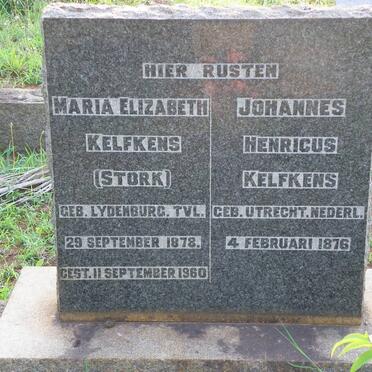 HIER RUSTEN
MARIA ELIZABETH
KELFKENS
(STORK)
GEB. LYDENBURG. TVL.
29 SEPTEMBER 1878.
GEST. 11 SEPTEMBER 1960
JOHANNES
HENRICUS
KELFKENS
GEB. UTRECHT. NEDERL.
4 FEBRUARI 1876